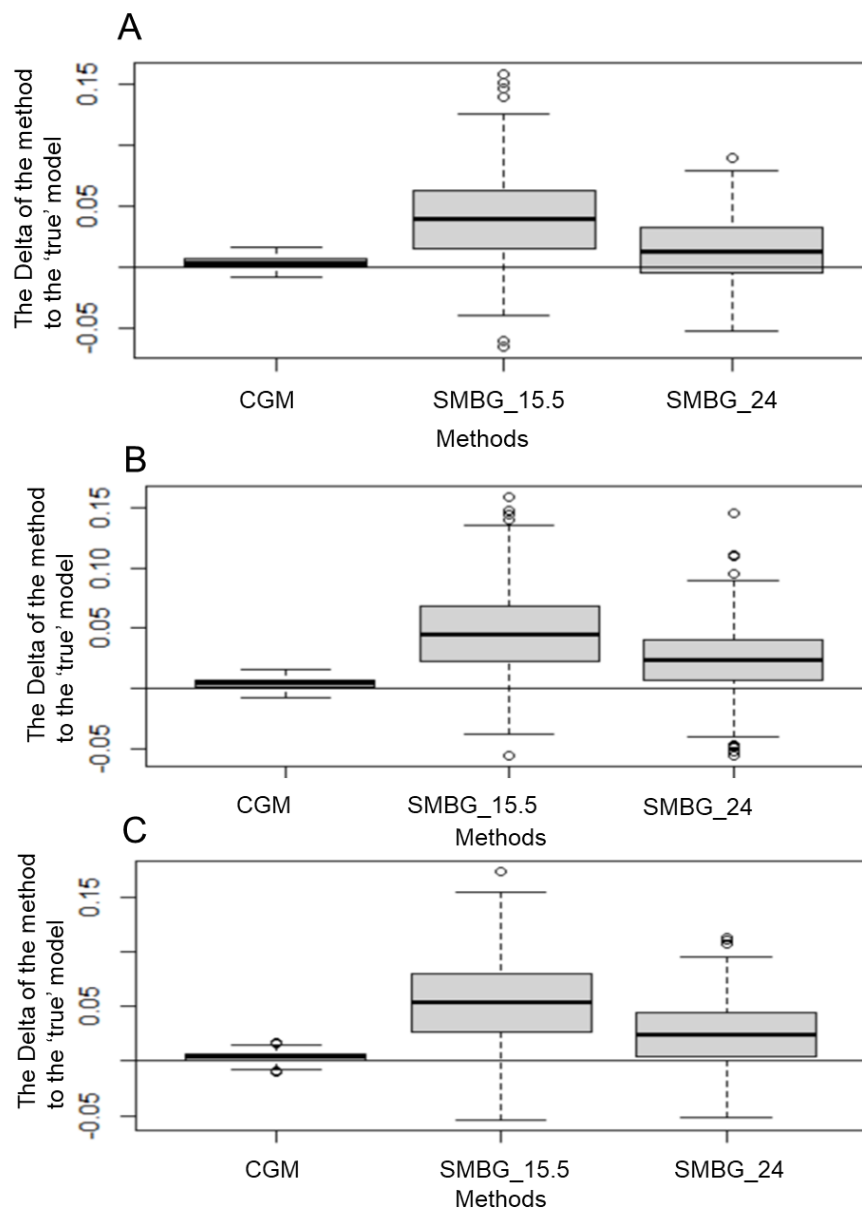 A
The Delta of the method
to the ‘true’ model
0.15
0.05
-0.05
CGM
SMBG_15.5
SMBG_24
Methods
B
The Delta of the method
to the ‘true’ model
0.15
0.10
0.05
-0.05
CGM
SMBG_15.5
SMBG_24
Methods
C
The Delta of the method
to the ‘true’ model
0.15
0.05
-0.05
CGM
SMBG_15.5
SMBG_24
Methods